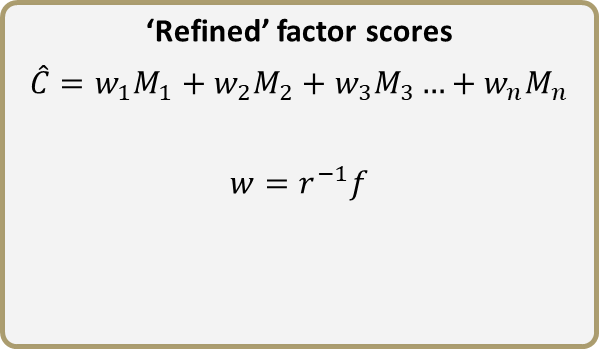 ‘Refined’ factor scores
Ĉ = w₁M₁ + w₂M₂ + w₃M₃ … + wₙMₙ
w = r⁻¹f